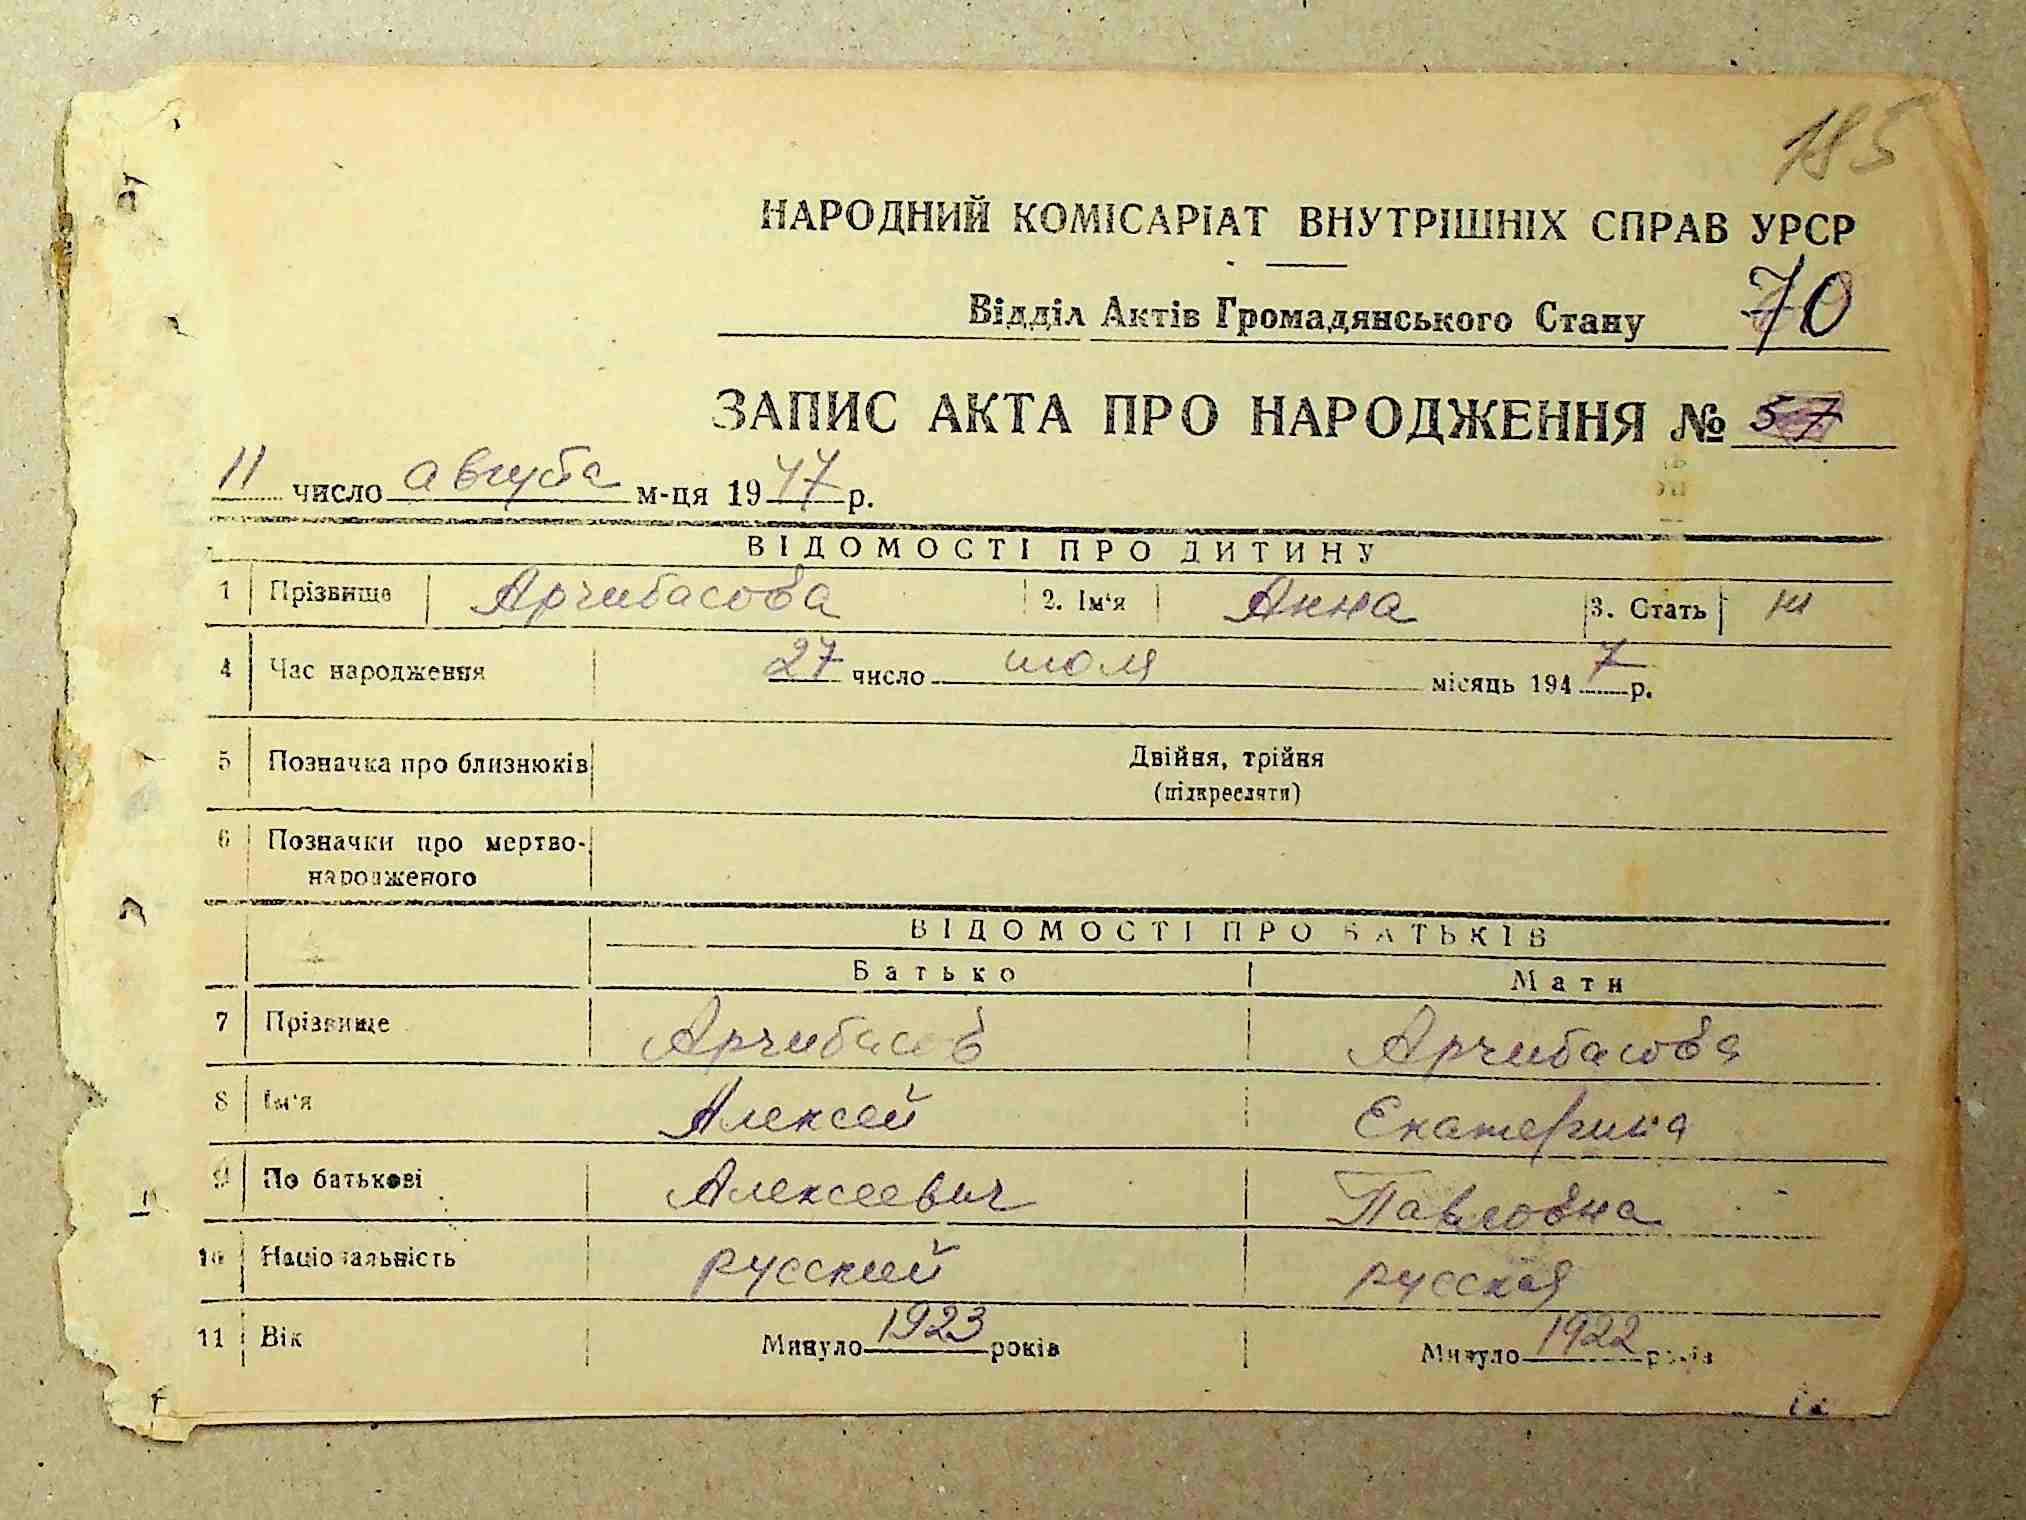 185
НАРОДНИЙ КОМІСАРІАТ ВНУТРІШНІХ СПРАВ УРСР
Відділ Актів Громадянського Стану 70
ЗАПИС АКТА ПРО НАРОДЖЕННЯ № 57
11 число августа м-ця 1947 р.
ВІДОМОСТІ ПРО ДИТИНУ
1 Прізвище Арчибасова 2. Ім'я Анна 3. Стать ж
4 Час народження 27 число июля місяць 1947 р.
5 Позначка про близнюків Двійня, трійня
(підкресляти)
6 Позначки про мертво-
народженого
ВІДОМОСТІ ПРО БАТЬКІВ
Батько Мати
7 Прізвище Арчибасов Арчибасова
8 Ім'я Алексей Екатерина
9 По батькові Алексеевич Павловна
10 Національність русский русская
11 Вік Минуло 1923 років Минуло 1922 років